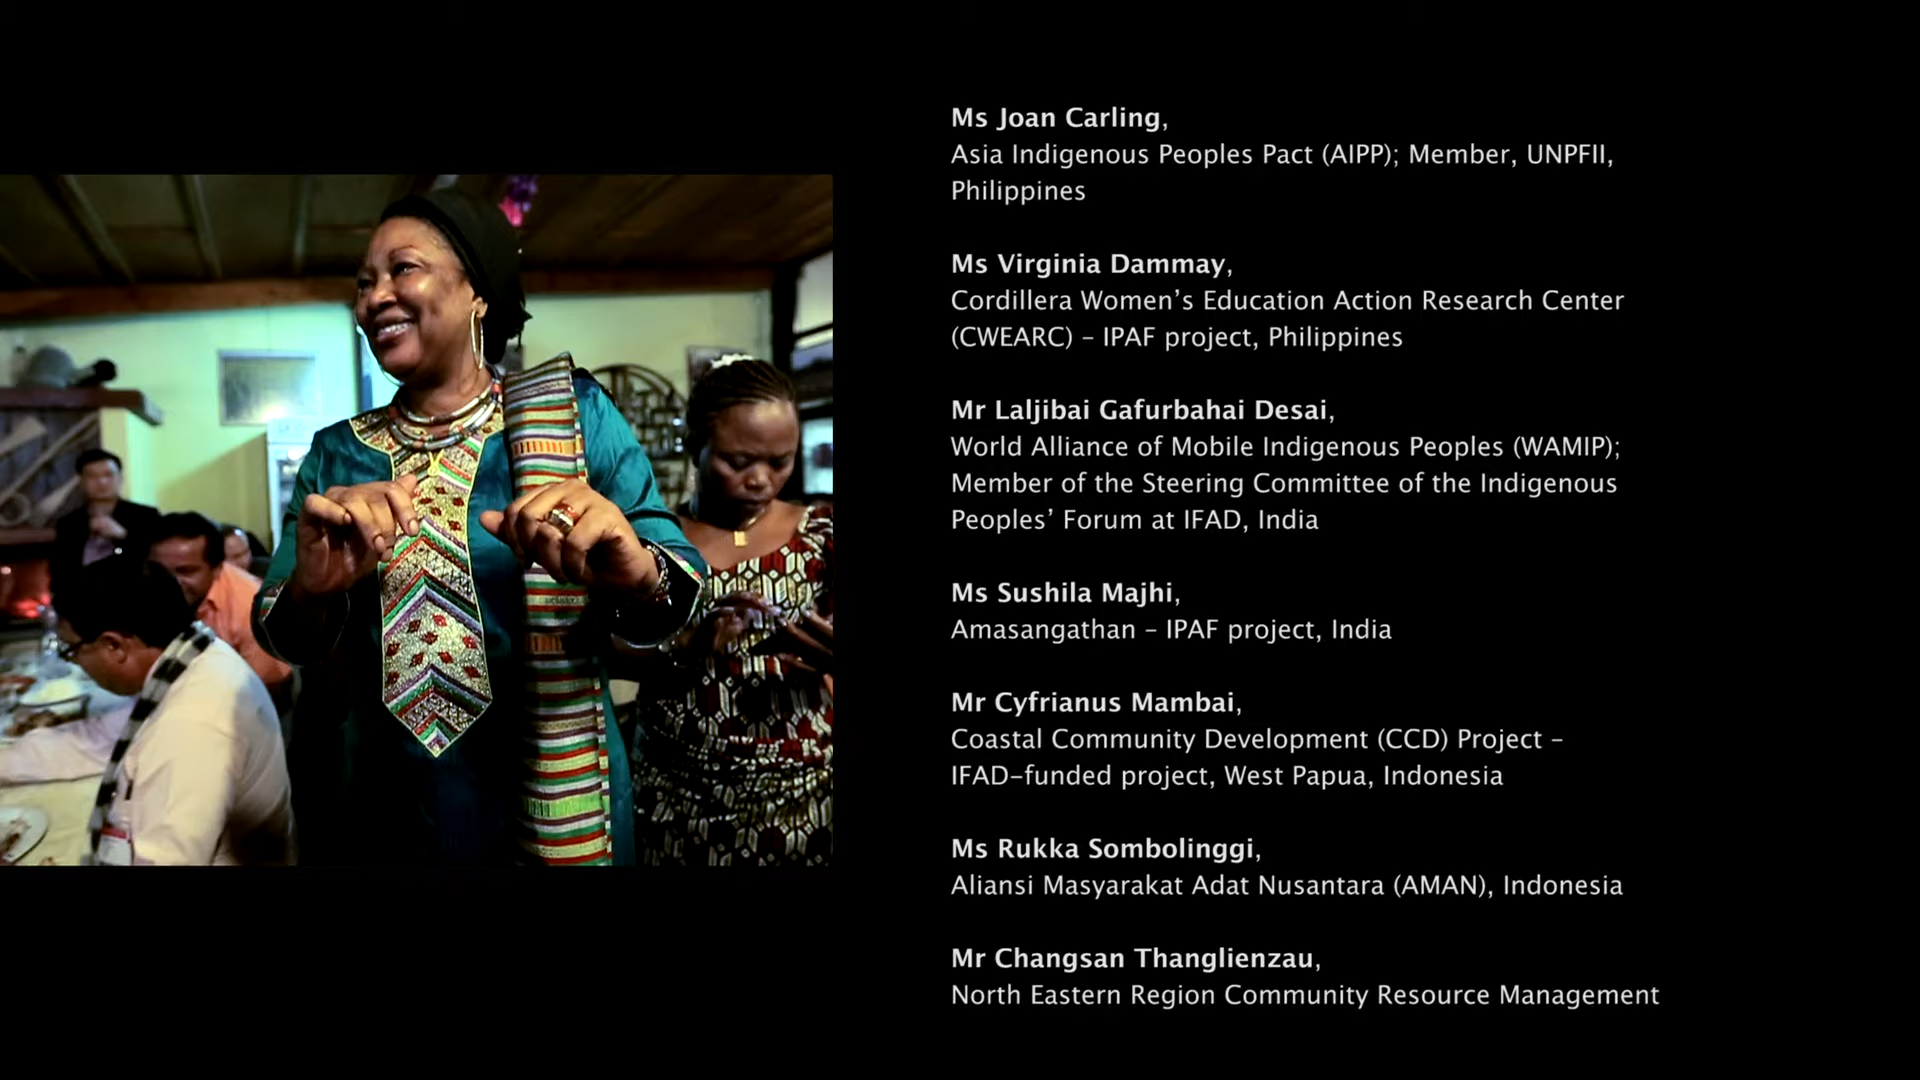 Ms Joan Carling,
Asia Indigenous Peoples Pact (AIPP); Member, UNPFII,
Philippines
Ms Virginia Dammay,
Cordillera Women’s Education Action Research Center
(CWEARC) – IPAF project, Philippines
Mr Laljibai Gafurbahai Desai,
World Alliance of Mobile Indigenous Peoples (WAMIP);
Member of the Steering Committee of the Indigenous
Peoples’ Forum at IFAD, India
Ms Sushila Majhi,
Amasangathan – IPAF project, India
Mr Cyfrianus Mambai,
Coastal Community Development (CCD) Project –
IFAD–funded project, West Papua, Indonesia
Ms Rukka Sombolinggi,
Aliansi Masyarakat Adat Nusantara (AMAN), Indonesia
Mr Changsan Thanglienzau,
North Eastern Region Community Resource Management